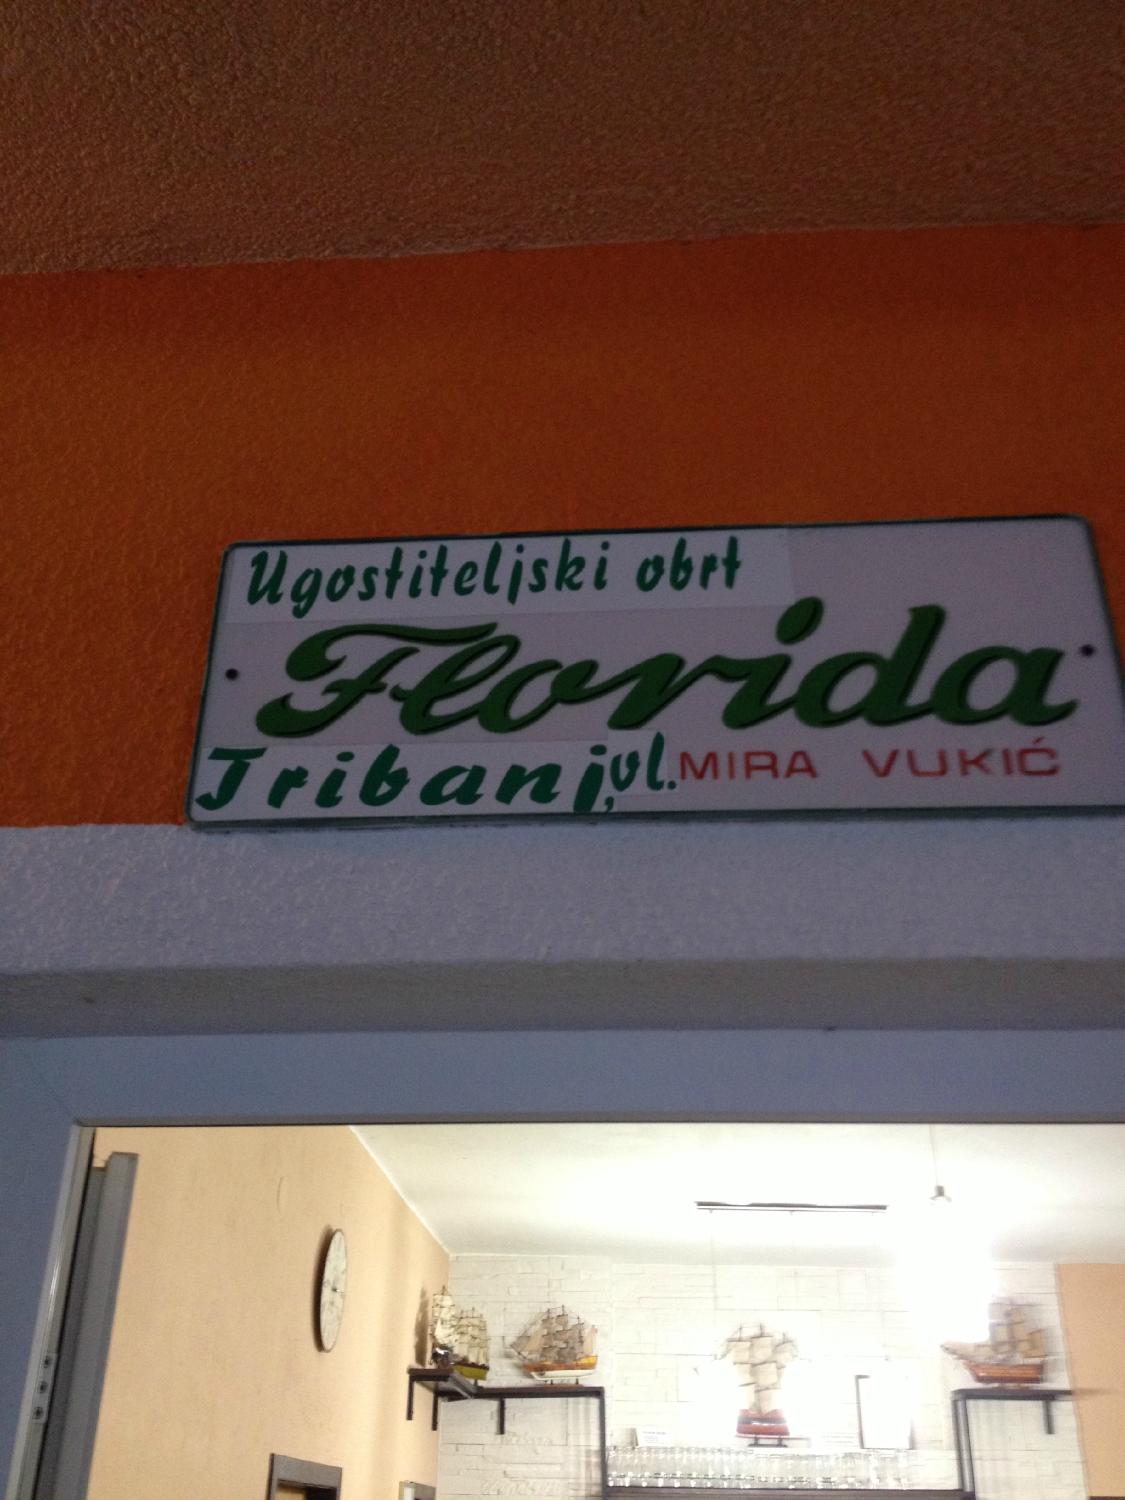 Ugostiteljski obrt
Florida
Tribanj, vl. MIRA VUKIĆ